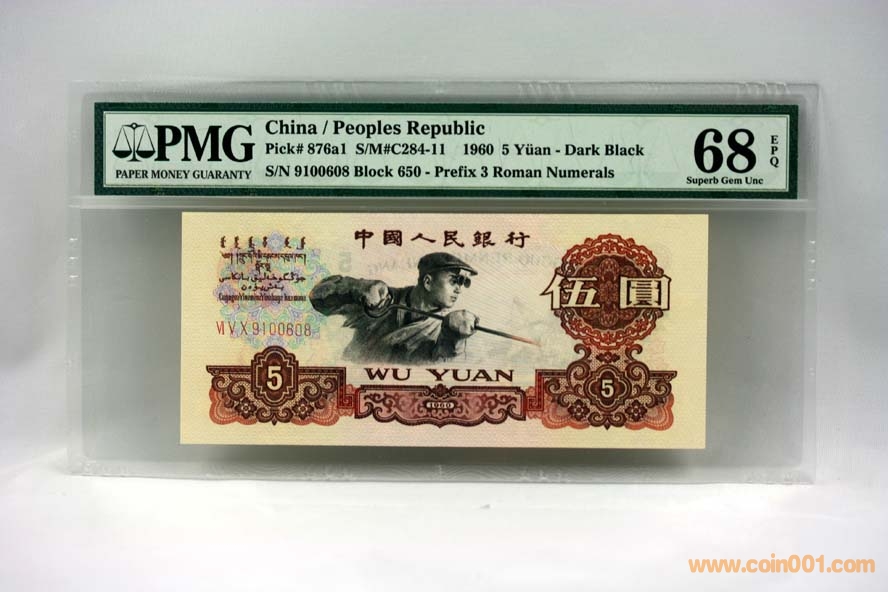 PMG
PAPER MONEY GUARANTY
China / Peoples Republic
Pick# 876a1 S/M#C284-11 1960 5 Yüan - Dark Black
S/N 9100608 Block 650 - Prefix 3 Roman Numerals
68
EPQ
Superb Gem Unc
中國人民銀行
VI V X 9100608
伍圓
5
WU YUAN
1960
5
www.coin001.com